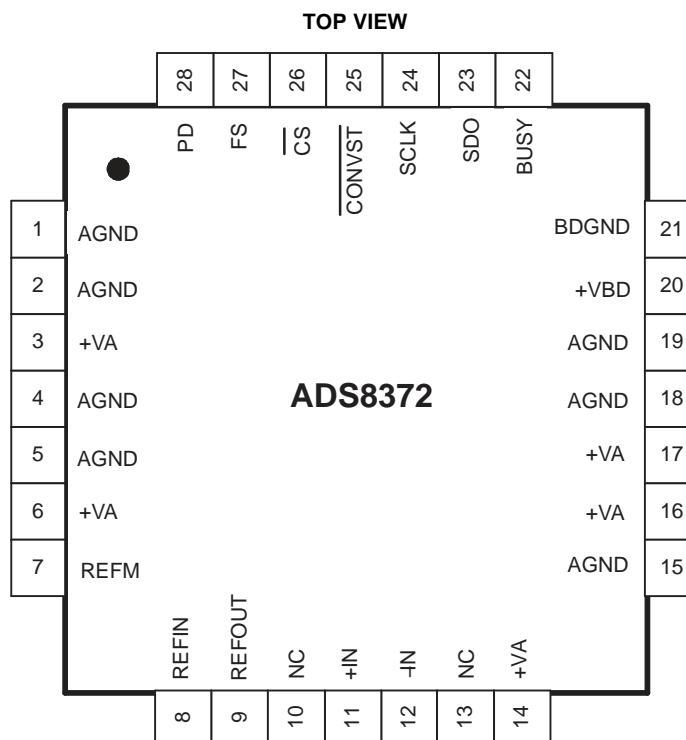 TOP VIEW
28 27 26 25 24 23 22
PD FS CS CONVST SCLK SDO BUSY
1 AGND BDGND 21
2 AGND +VBD 20
3 +VA AGND 19
4 AGND ADS8372 AGND 18
5 AGND +VA 17
6 +VA +VA 16
7 REFM AGND 15
REFIN REFOUT NC +IN -IN NC +VA
8 9 10 11 12 13 14